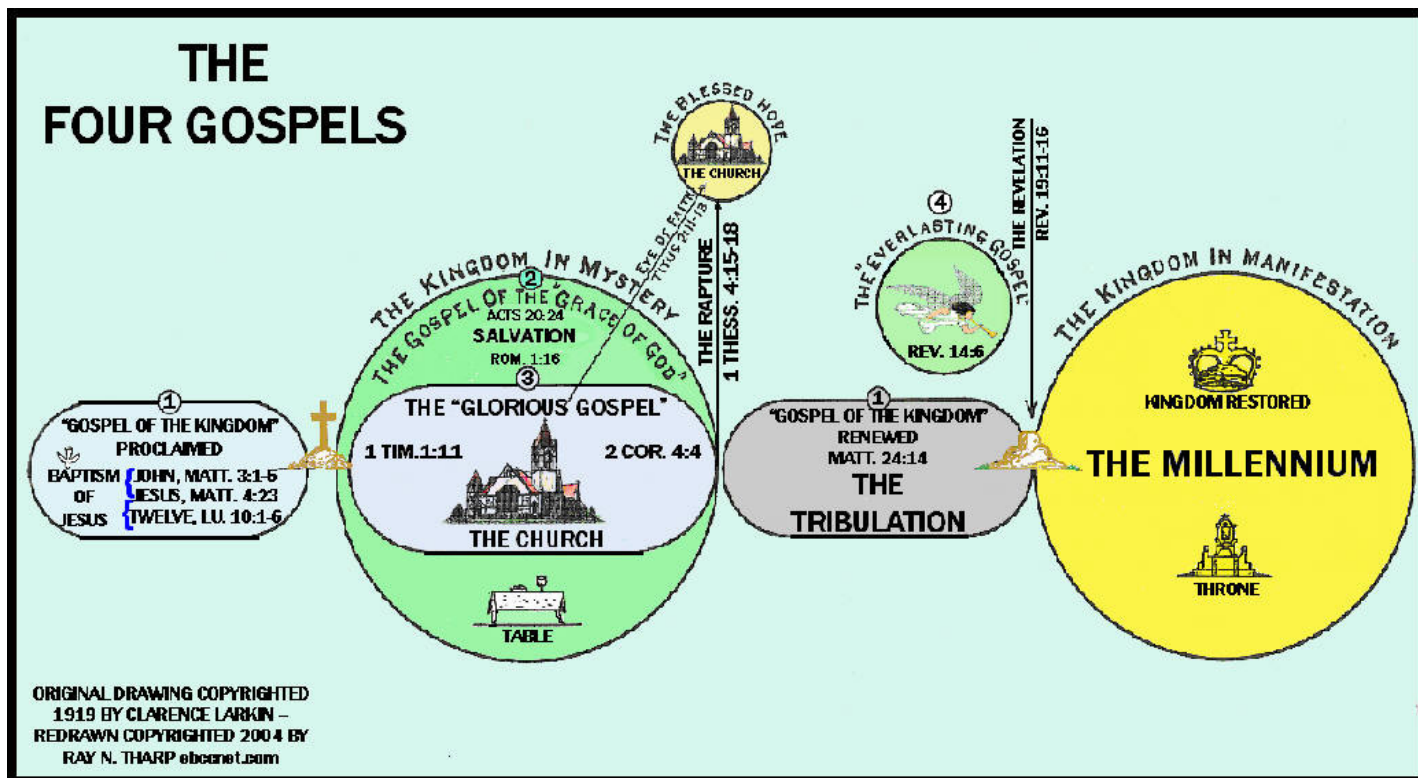 THE
FOUR GOSPELS
THE BLESSED HOPE
THE CHURCH
EYE OF FAITH
TITUS 2:11-13
THE RAPTURE
1 THESS. 4:15-18
THE REVELATION
REV. 19:11-16
4
THE "EVERLASTING GOSPEL"
REV. 14:6
THE KINGDOM IN MYSTERY
2
THE GOSPEL OF THE "GRACE OF GOD"
ACTS 20:24
SALVATION
ROM. 1:16
3
THE "GLORIOUS GOSPEL"
1 TIM.1:11
2 COR. 4:4
THE CHURCH
TABLE
1
"GOSPEL OF THE KINGDOM"
PROCLAIMED
BAPTISM
OF
JESUS
JOHN, MATT. 3:1-6
JESUS, MATT. 4:23
TWELVE, LU. 10:1-6
1
"GOSPEL OF THE KINGDOM"
RENEWED
MATT. 24:14
THE
TRIBULATION
THE KINGDOM IN MANIFESTATION
KINGDOM RESTORED
THE MILLENNIUM
THRONE
ORIGINAL DRAWING COPYRIGHTED
1919 BY CLARENCE LARKIN –
REDRAWN COPYRIGHTED 2004 BY
RAY N. THARP